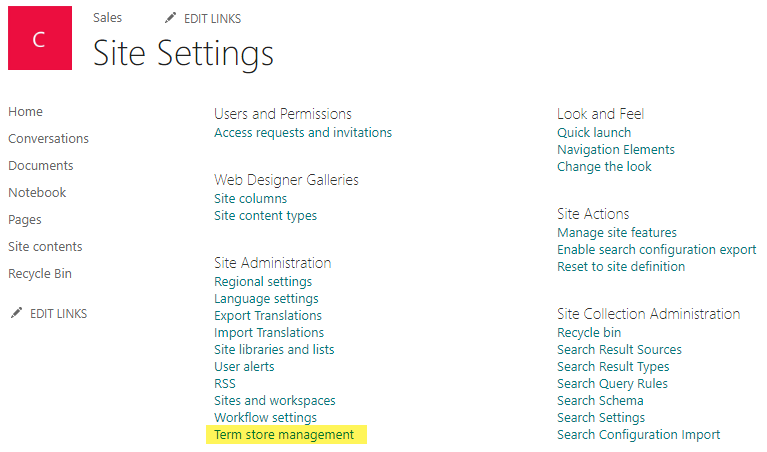 C
Sales
EDIT LINKS
Site Settings
Home
Conversations
Documents
Notebook
Pages
Site contents
Recycle Bin
EDIT LINKS
Users and Permissions
Access requests and invitations
Web Designer Galleries
Site columns
Site content types
Site Administration
Regional settings
Language settings
Export Translations
Import Translations
Site libraries and lists
User alerts
RSS
Sites and workspaces
Workflow settings
Term store management
Look and Feel
Quick launch
Navigation Elements
Change the look
Site Actions
Manage site features
Enable search configuration export
Reset to site definition
Site Collection Administration
Recycle bin
Search Result Sources
Search Result Types
Search Query Rules
Search Schema
Search Settings
Search Configuration Import